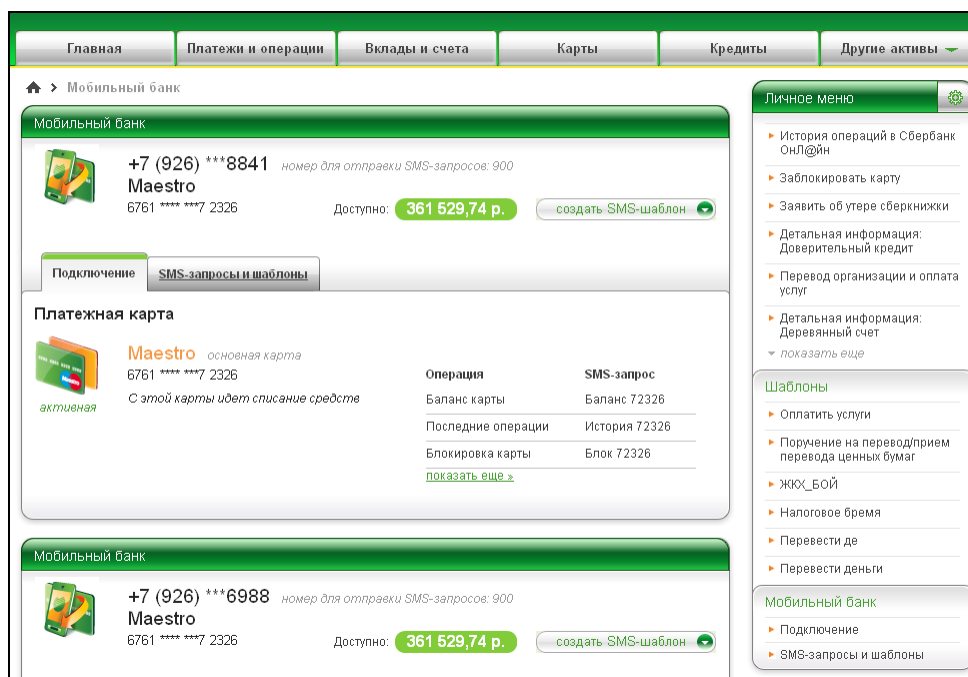 Главная
Платежи и операции
Вклады и счета
Карты
Кредиты
Другие активы
Мобильный банк
Мобильный банк
+7 (926) ***8841 номер для отправки SMS-запросов: 900
Maestro
6761 **** ***7 2326
Доступно: 361 529,74 р.
создать SMS-шаблон
Подключение
SMS-запросы и шаблоны
Платежная карта
Maestro основная карта
6761 **** ***7 2326
С этой карты идет списание средств
Maestro
активная
Операция SMS-запрос
Баланс карты Баланс 72326
Последние операции История 72326
Блокировка карты Блок 72326
показать еще »
Мобильный банк
+7 (926) ***6988 номер для отправки SMS-запросов: 900
Maestro
6761 **** ***7 2326
Доступно: 361 529,74 р.
создать SMS-шаблон
Личное меню
История операций в Сбербанк
ОнЛ@йн
Заблокировать карту
Заявить об утере сберкнижки
Детальная информация:
Доверительный кредит
Перевод организации и оплата
услуг
Детальная информация:
Деревянный счет
показать еще
Шаблоны
Оплатить услуги
Поручение на перевод/прием
перевода ценных бумаг
ЖКХ_БОЙ
Налоговое бремя
Перевести де
Перевести деньги
Мобильный банк
Подключение
SMS-запросы и шаблоны